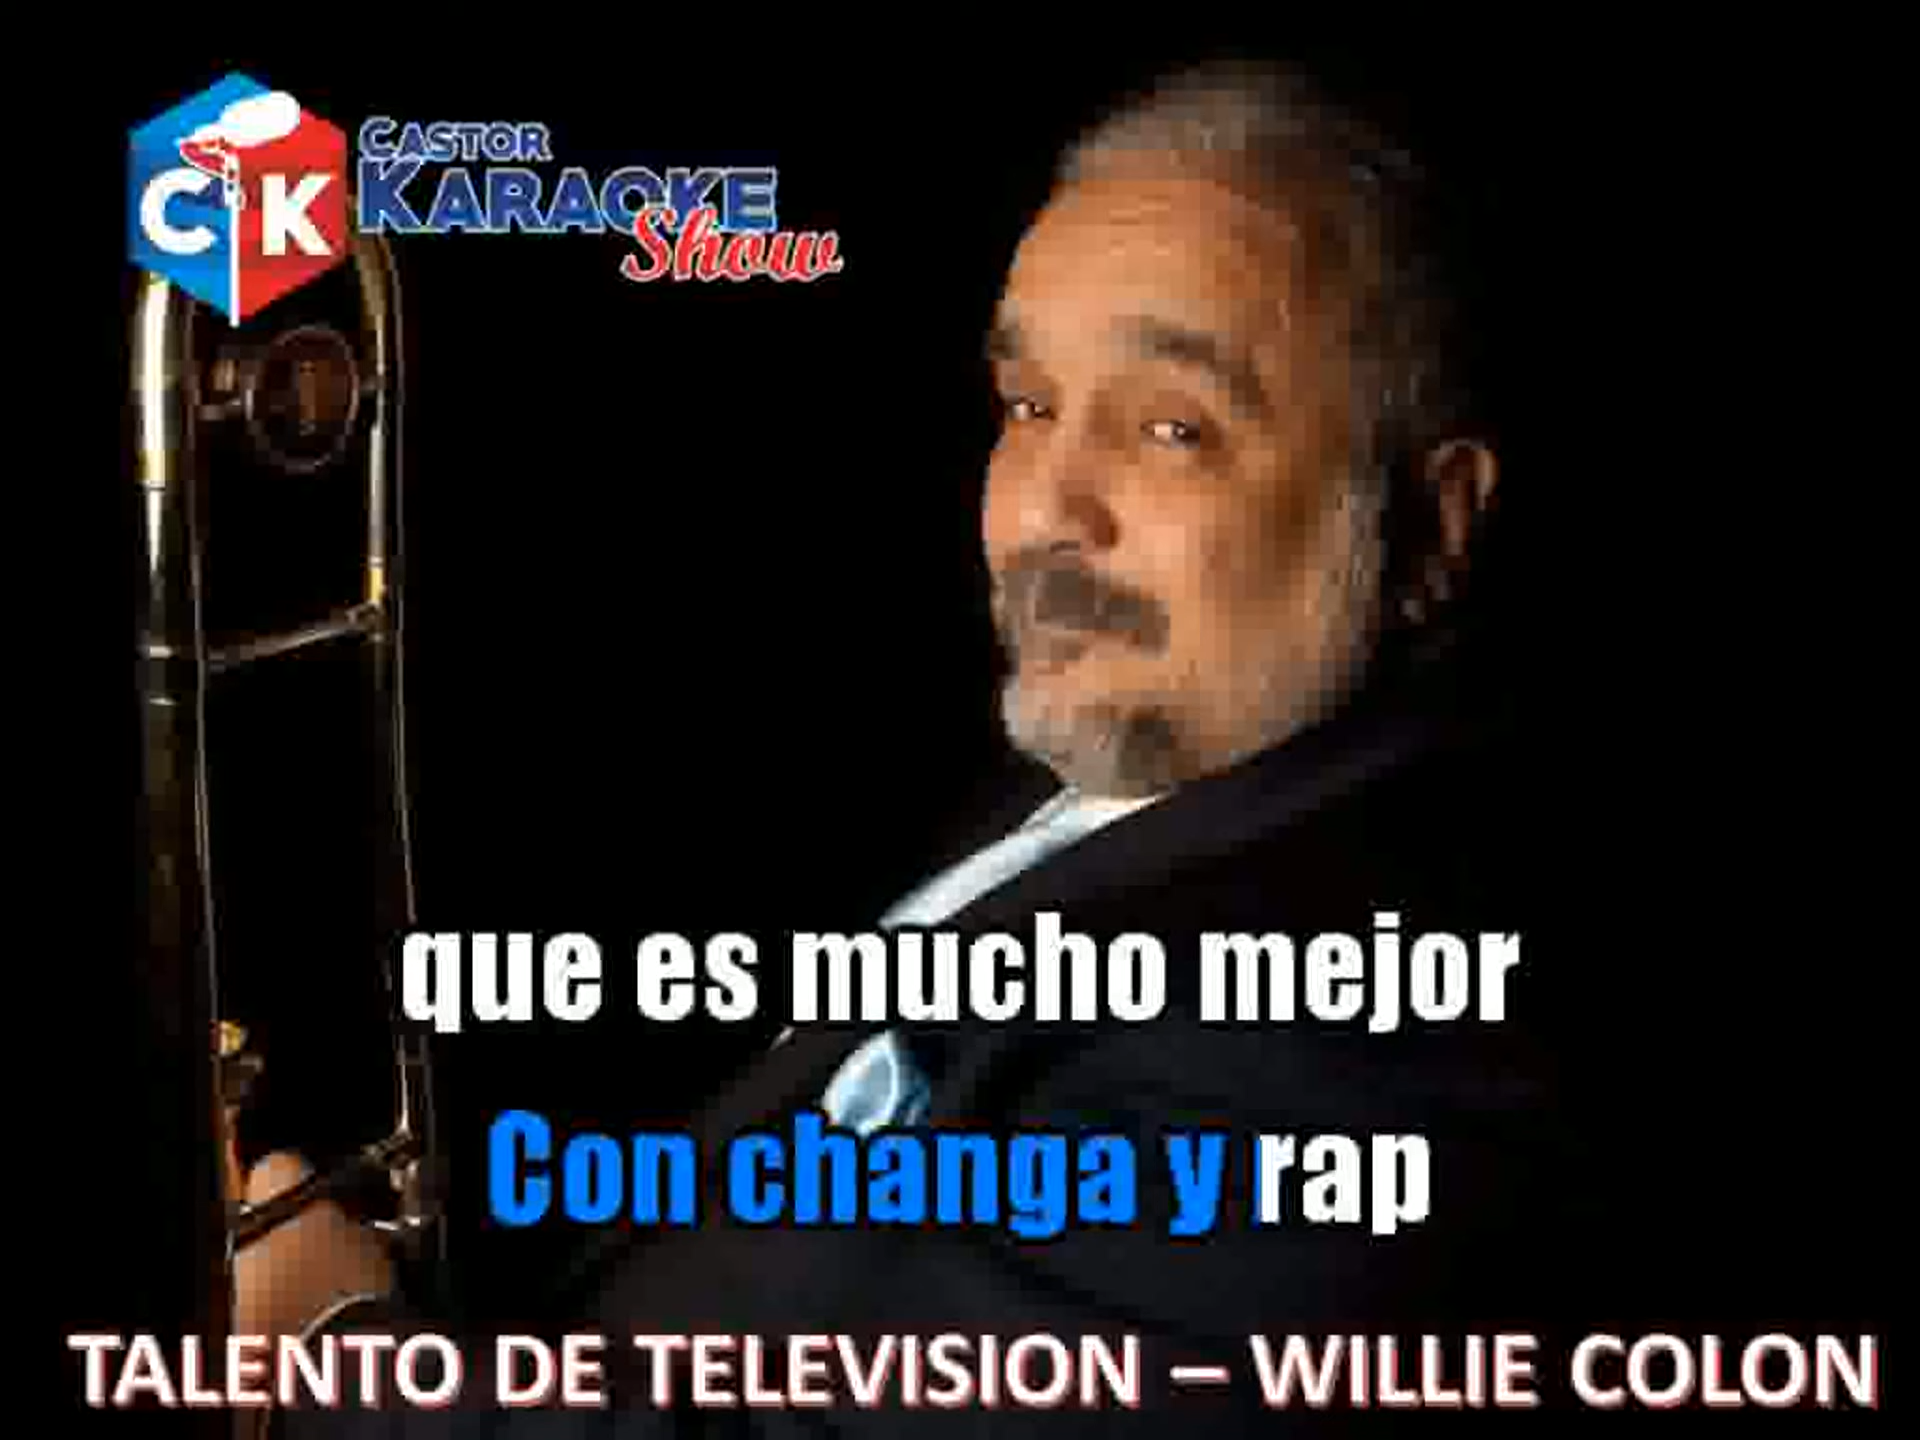 CK
CASTOR
KARAOKE
Show
que es mucho mejor
Con changa y rap
TALENTO DE TELEVISION – WILLIE COLON